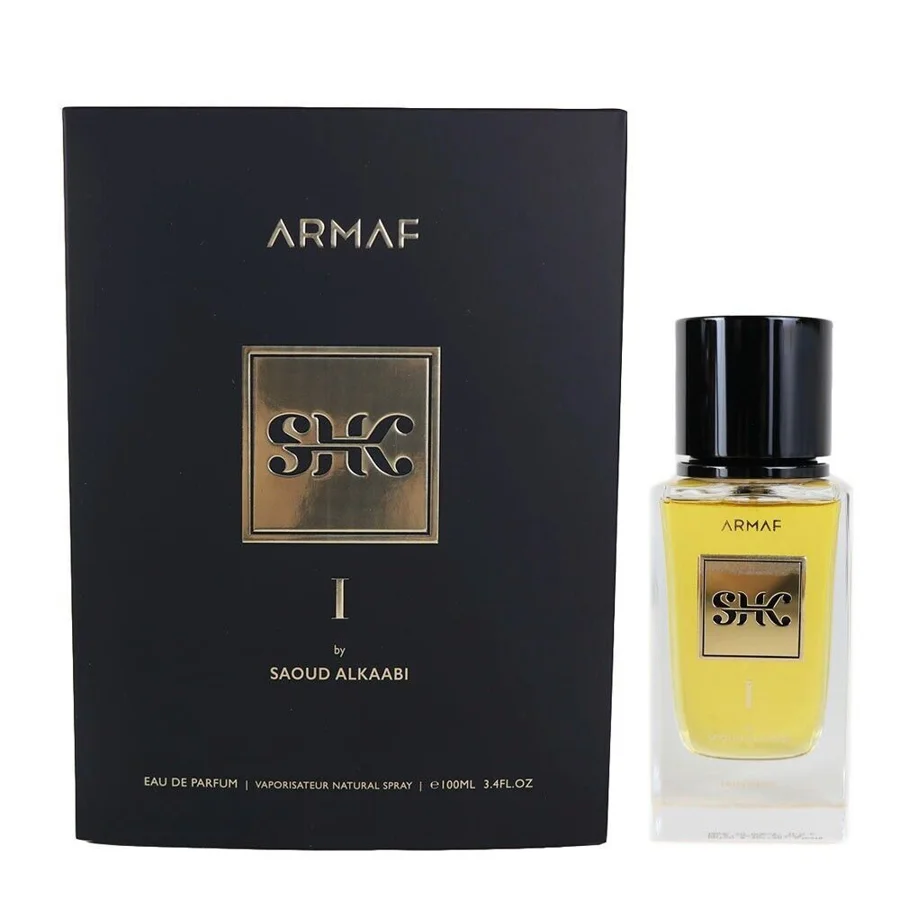 ARMAF
SHC
I
by
SAOUD ALKAABI
EAU DE PARFUM | VAPORISATEUR NATURAL SPRAY | ℮100ML 3.4FL.OZ
ARMAF
SHC
I